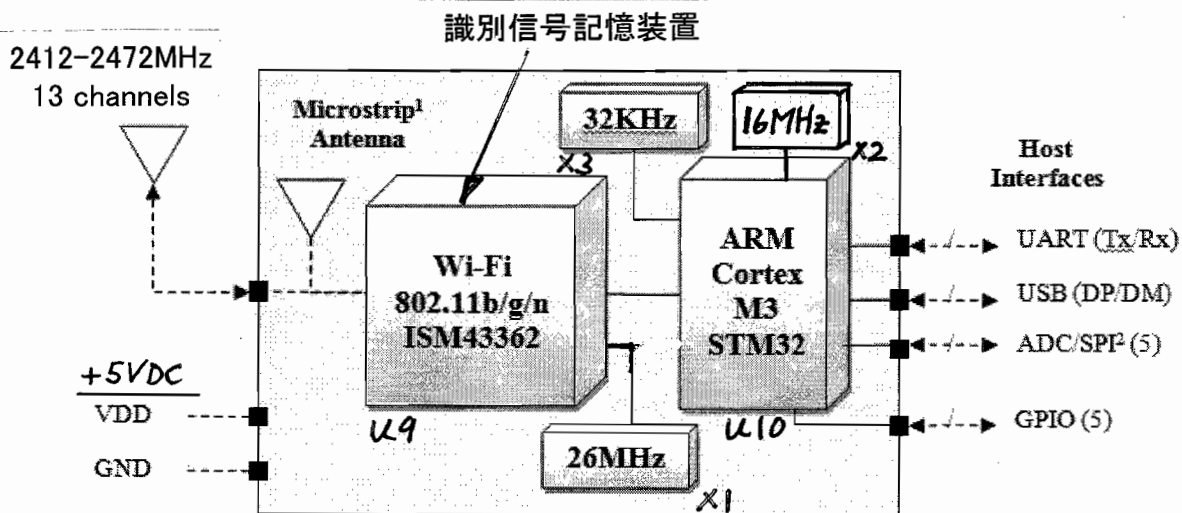 識別信号記憶装置
2412-2472MHz
13 channels
Microstrip¹
Antenna
32KHz
X3
16MHz
X2
Host
Interfaces
Wi-Fi
802.11b/g/n
ISM43362
U9
ARM
Cortex
M3
STM32
U10
UART (Tx/Rx)
USB (DP/DM)
ADC/SPI² (5)
GPIO (5)
+5VDC
VDD
GND
26MHz
X1